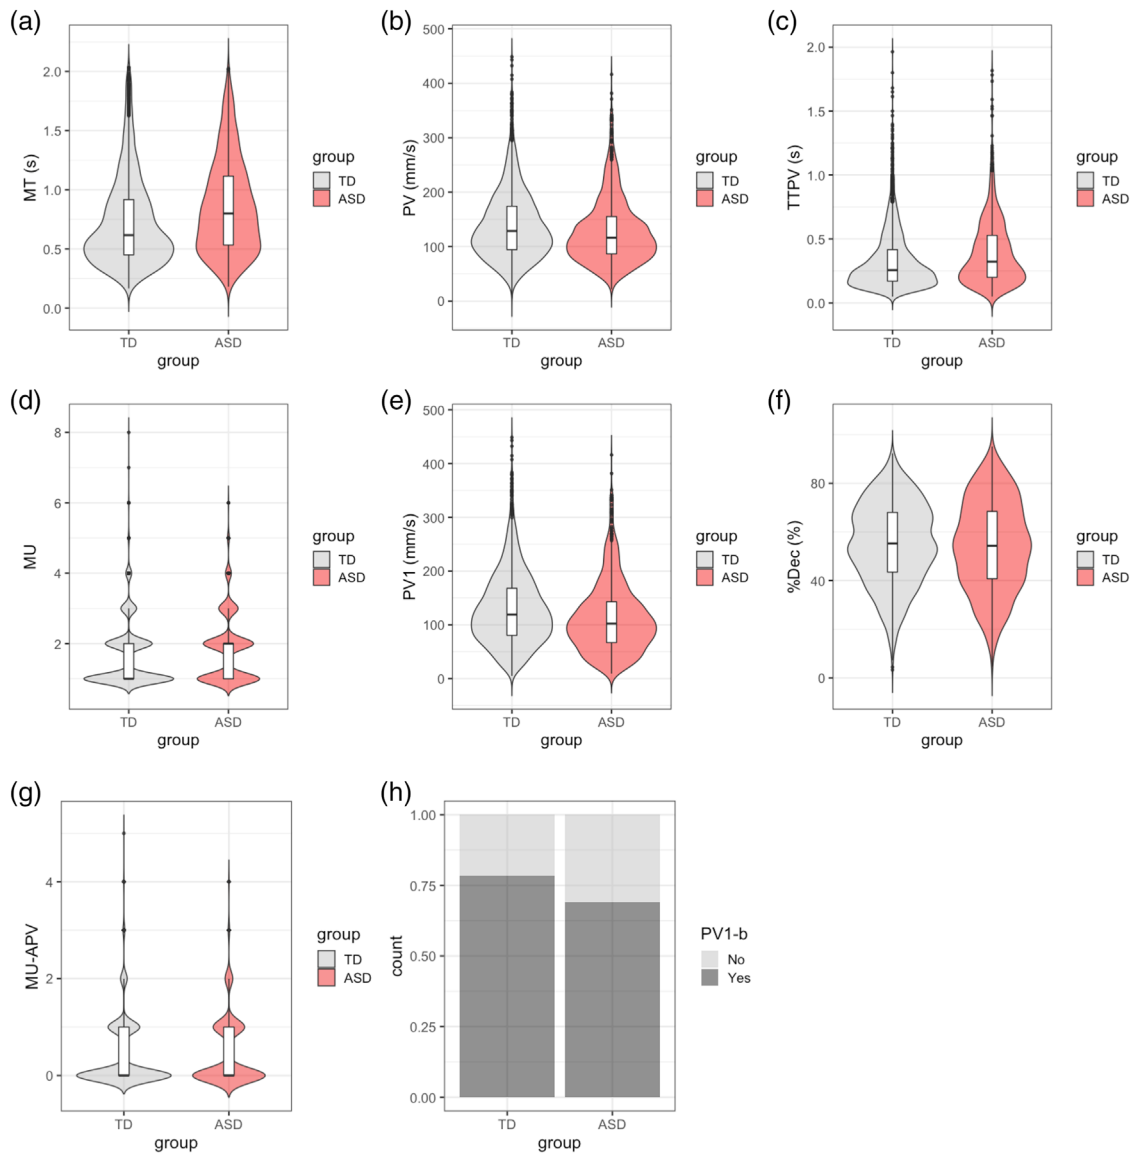 (a)
MT (s)
2.0
1.5
1.0
0.5
0.0
TD
ASD
group
group
TD
ASD
(b)
PV (mm/s)
500
400
300
200
100
0
TD
ASD
group
group
TD
ASD
(c)
TTPV (s)
2.0
1.5
1.0
0.5
0.0
TD
ASD
group
group
TD
ASD
(d)
MU
8
6
4
2
TD
ASD
group
group
TD
ASD
(e)
PV1 (mm/s)
500
400
300
200
100
0
TD
ASD
group
group
TD
ASD
(f)
%Dec (%)
80
40
0
TD
ASD
group
group
TD
ASD
(g)
MU-APV
4
2
0
TD
ASD
group
group
TD
ASD
(h)
count
1.00
0.75
0.50
0.25
0.00
TD
ASD
group
PV1-b
No
Yes